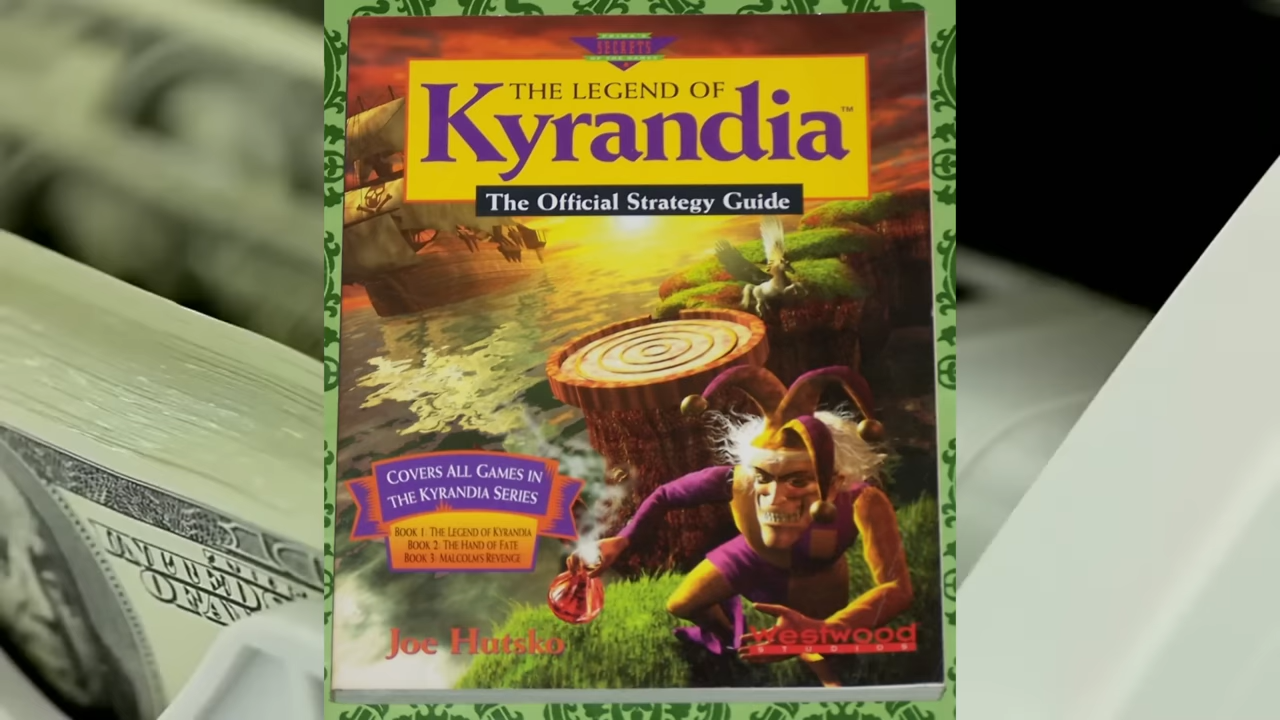 PRIMA'S
SECRETS
OF THE GAMES
THE LEGEND OF
Kyrandia™
The Official Strategy Guide
COVERS ALL GAMES IN
THE KYRANDIA SERIES
BOOK 1: THE LEGEND OF KYRANDIA
BOOK 2: THE HAND OF FATE
BOOK 3: MALCOLM'S REVENGE
Joe Hutsko
Westwood
STUDIOS